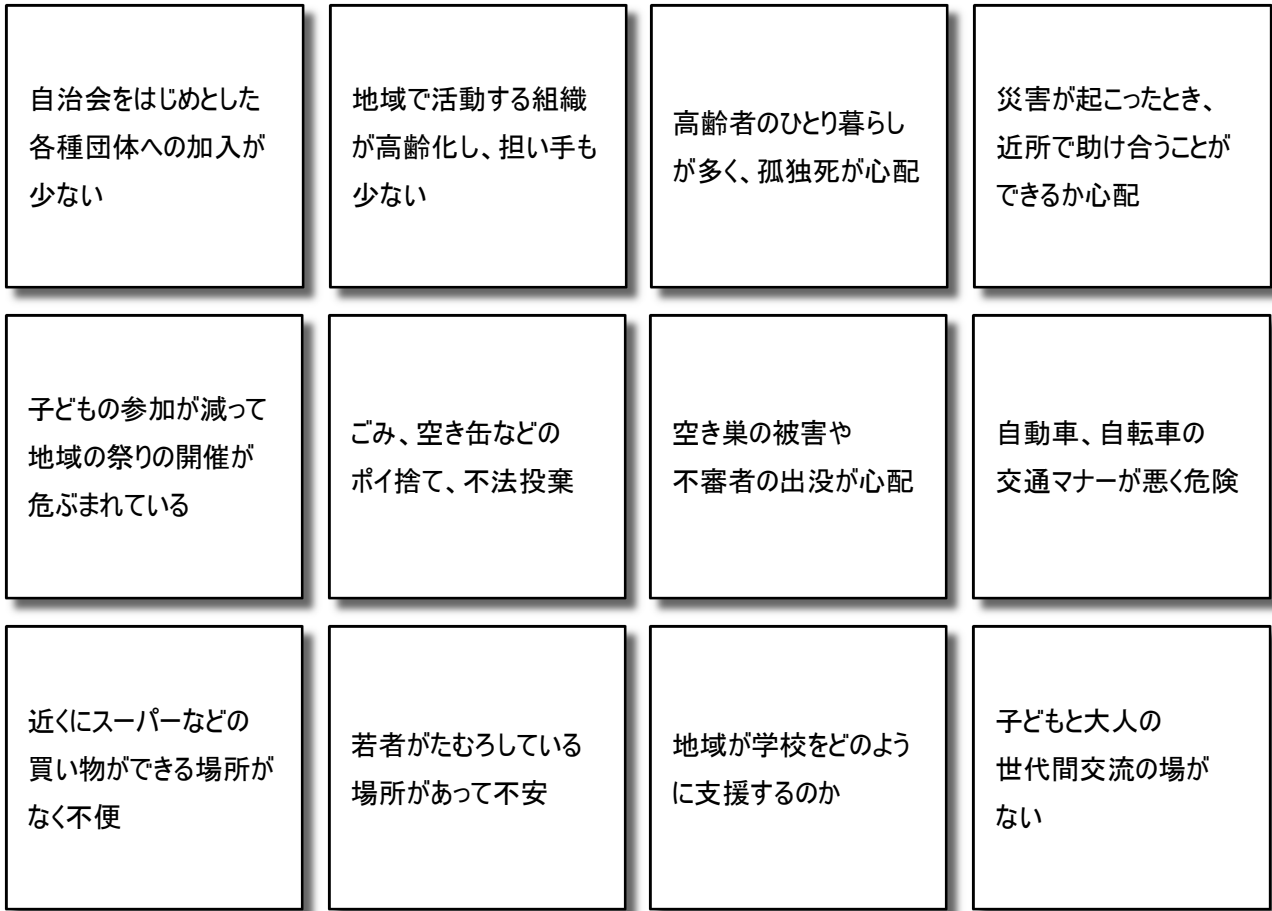 自治会をはじめとした
各種団体への加入が
少ない
地域で活動する組織
が高齢化し、担い手も
少ない
高齢者のひとり暮らし
が多く、孤独死が心配
災害が起こったとき、
近所で助け合うことが
できるか心配
子どもの参加が減って
地域の祭りの開催が
危ぶまれている
ごみ、空き缶などの
ポイ捨て、不法投棄
空き巣の被害や
不審者の出没が心配
自動車、自転車の
交通マナーが悪く危険
近くにスーパーなどの
買い物ができる場所が
なく不便
若者がたむろしている
場所があって不安
地域が学校をどのよう
に支援するのか
子どもと大人の
世代間交流の場が
ない